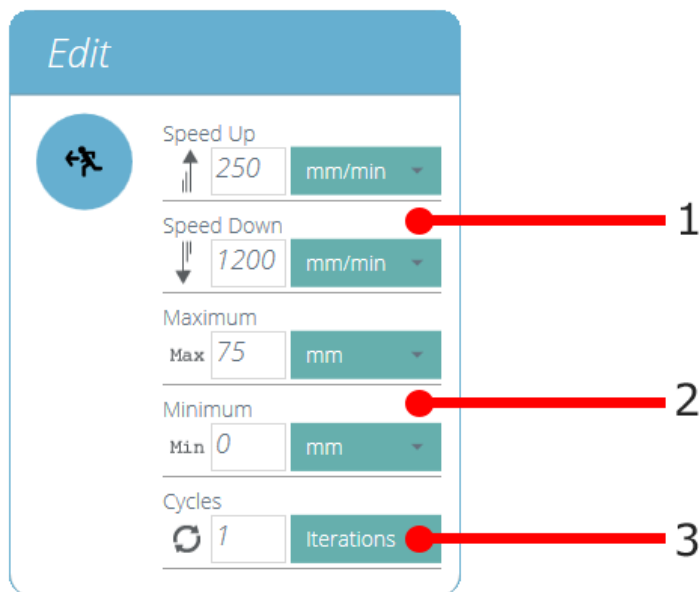 Edit
Speed Up
250 mm/min
1
Speed Down
1200 mm/min
Maximum
Max 75 mm
2
Minimum
Min 0 mm
Cycles
1 Iterations 3